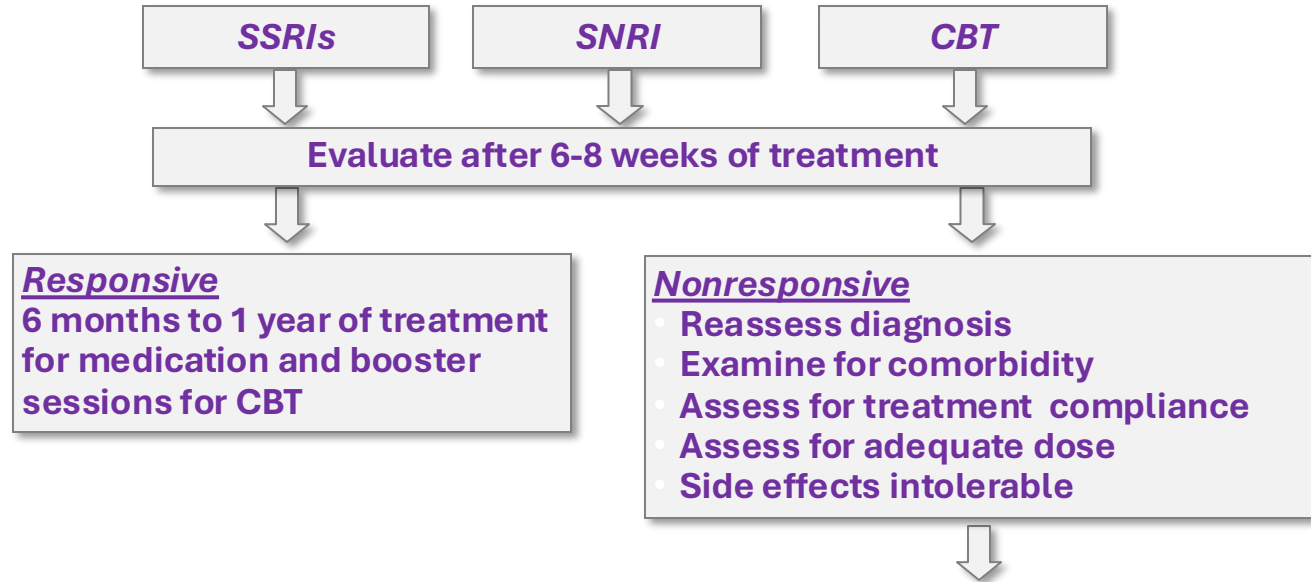 SSRIs
SNRI
CBT
Evaluate after 6-8 weeks of treatment
Responsive
6 months to 1 year of treatment
for medication and booster
sessions for CBT
Nonresponsive
Reassess diagnosis
Examine for comorbidity
Assess for treatment compliance
Assess for adequate dose
Side effects intolerable